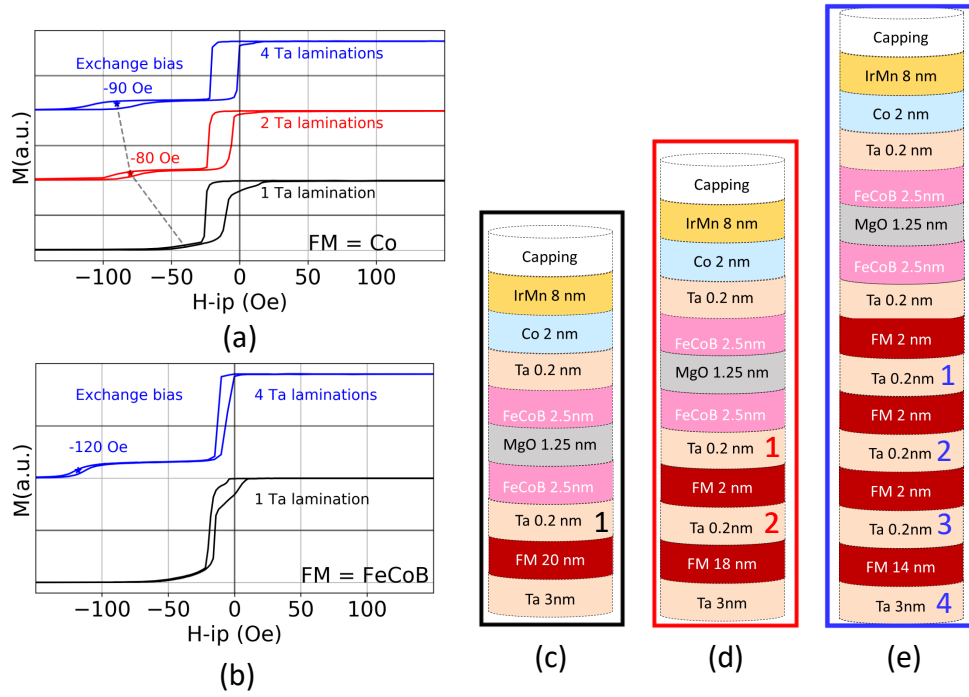 (a)
M(a.u.)
Exchange bias
4 Ta laminations
-90 Oe
2 Ta laminations
-80 Oe
1 Ta lamination
FM = Co
−100 −50 0 50 100
H-ip (Oe)
(b)
M(a.u.)
Exchange bias
4 Ta laminations
-120 Oe
1 Ta lamination
FM = FeCoB
−100 −50 0 50 100
H-ip (Oe)
Capping
IrMn 8 nm
Co 2 nm
Ta 0.2 nm
FeCoB 2.5nm
MgO 1.25 nm
FeCoB 2.5nm
Ta 0.2 nm 1
FM 20 nm
Ta 3nm
(c)
Capping
IrMn 8 nm
Co 2 nm
Ta 0.2 nm
FeCoB 2.5nm
MgO 1.25 nm
FeCoB 2.5nm
Ta 0.2 nm 1
FM 2 nm
Ta 0.2nm 2
FM 18 nm
Ta 3nm
(d)
Capping
IrMn 8 nm
Co 2 nm
Ta 0.2 nm
FeCoB 2.5nm
MgO 1.25 nm
FeCoB 2.5nm
Ta 0.2 nm
FM 2 nm
Ta 0.2nm 1
FM 2 nm
Ta 0.2nm 2
FM 2 nm
Ta 0.2nm 3
FM 14 nm
Ta 3nm 4
(e)